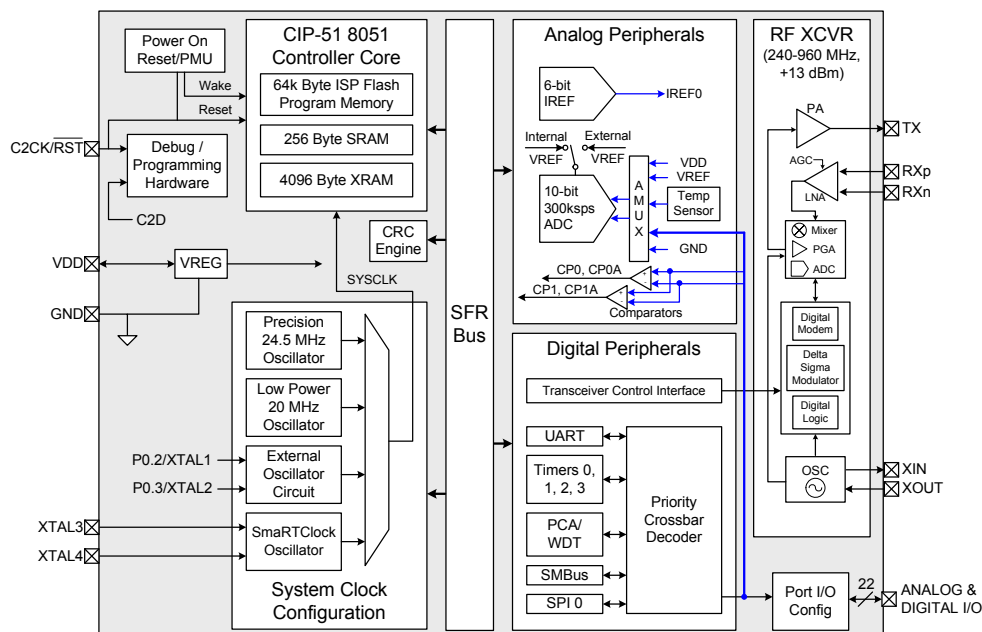 Power On
Reset/PMU
Wake
Reset
C2CK/RST
Debug /
Programming
Hardware
C2D
VDD
VREG
GND
CIP-51 8051
Controller Core
64k Byte ISP Flash
Program Memory
256 Byte SRAM
4096 Byte XRAM
CRC
Engine
SYSCLK
Precision
24.5 MHz
Oscillator
Low Power
20 MHz
Oscillator
P0.2/XTAL1
P0.3/XTAL2
External
Oscillator
Circuit
XTAL3
XTAL4
SmaRTClock
Oscillator
System Clock
Configuration
SFR
Bus
Analog Peripherals
6-bit
IREF
IREF0
Internal
VREF
External
VREF
10-bit
300ksps
ADC
A
M
U
X
VDD
VREF
Temp
Sensor
GND
CP0, CP0A
+
-
CP1, CP1A
+
-
Comparators
Digital Peripherals
Transceiver Control Interface
UART
Timers 0,
1, 2, 3
PCA/
WDT
SMBus
SPI 0
Priority
Crossbar
Decoder
RF XCVR
(240-960 MHz,
+13 dBm)
PA
TX
AGC
LNA
RXp
RXn
Mixer
PGA
ADC
Digital
Modem
Delta
Sigma
Modulator
Digital
Logic
OSC
XIN
XOUT
Port I/O
Config
22
ANALOG &
DIGITAL I/O